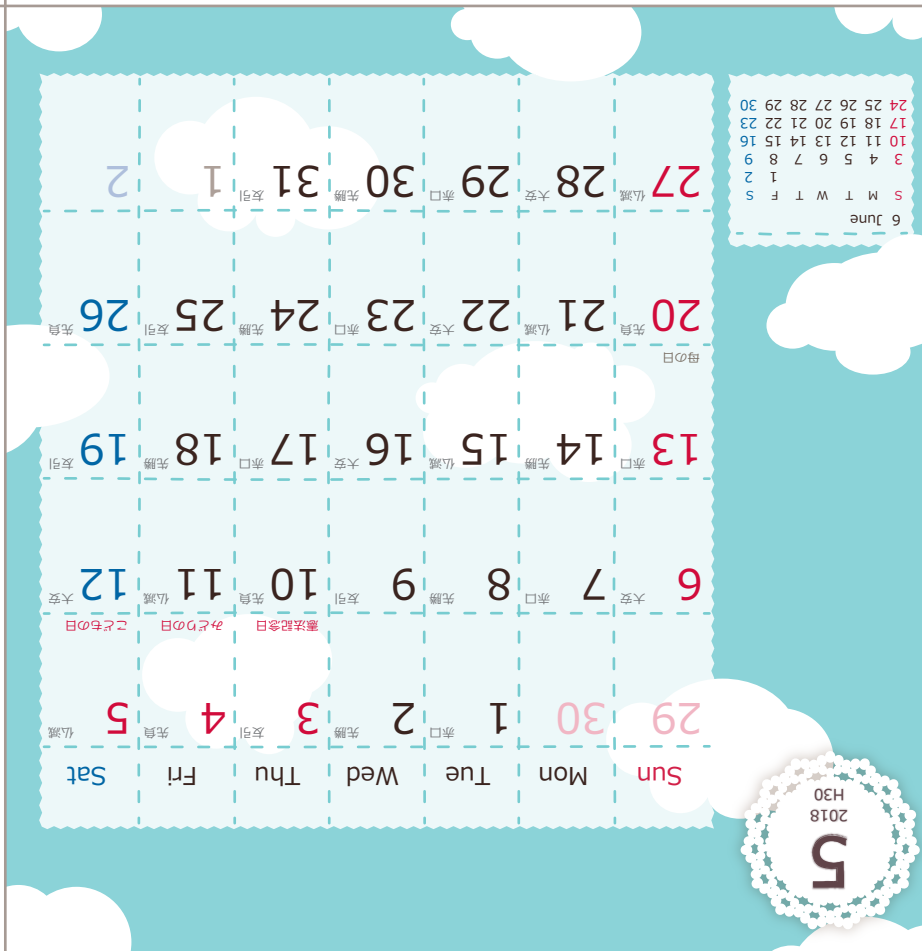 5
2018
H30
Sun Mon Tue Wed Thu Fri Sat
29 30 1 赤口 2 先勝 3 友引 4 先負 5 仏滅
憲法記念日 みどりの日 こどもの日
6 大安 7 赤口 8 先勝 9 友引 10 先負 11 仏滅 12 大安
13 赤口 14 先勝 15 仏滅 16 大安 17 赤口 18 先勝 19 友引
母の日
20 先負 21 仏滅 22 大安 23 赤口 24 先勝 25 友引 26 先負
27 仏滅 28 大安 29 赤口 30 先勝 31 友引 1 2
6 June
S M T W T F S
1 2
3 4 5 6 7 8 9
10 11 12 13 14 15 16
17 18 19 20 21 22 23
24 25 26 27 28 29 30